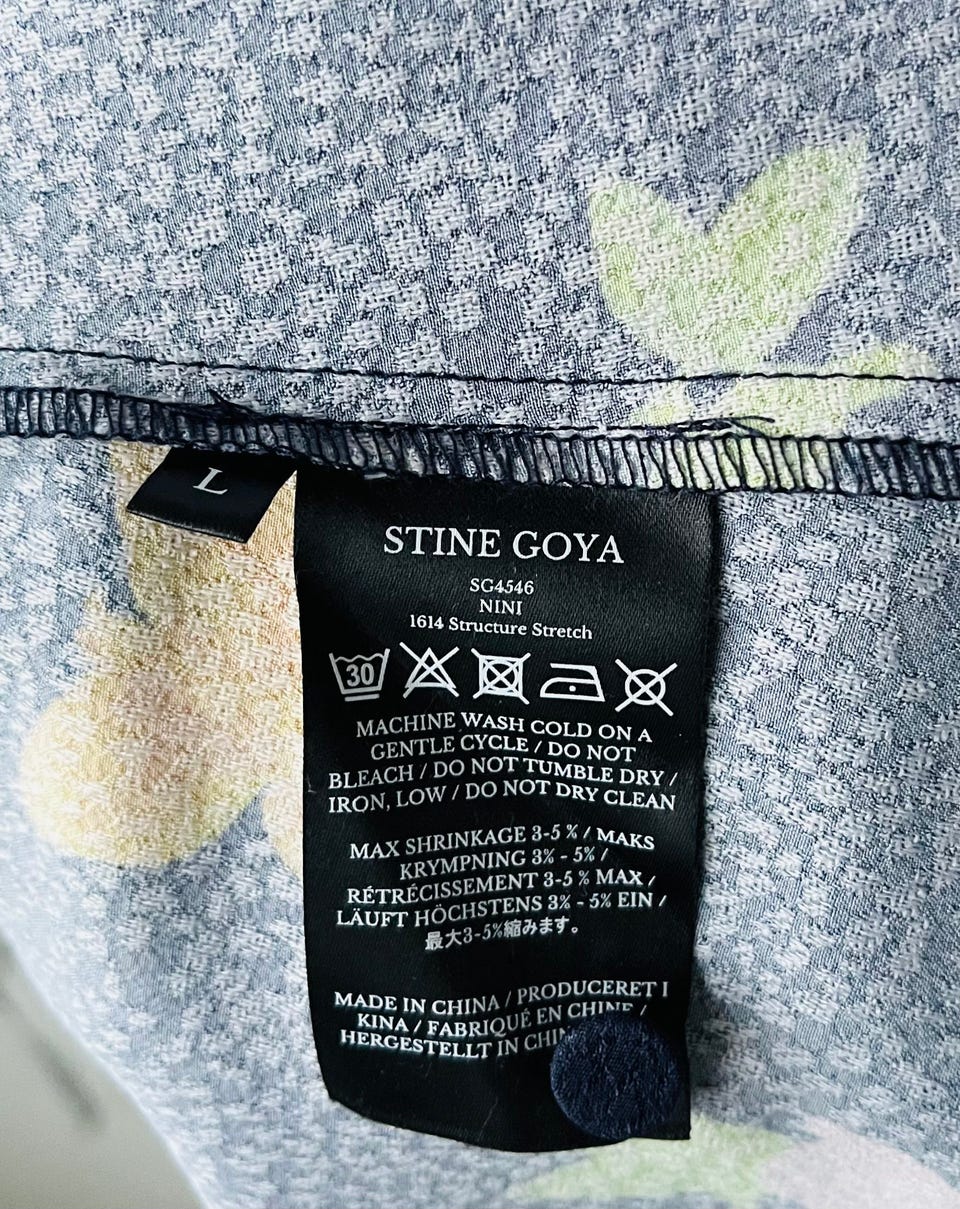 L
STINE GOYA
SG4546
NINI
1614 Structure Stretch
30
MACHINE WASH COLD ON A
GENTLE CYCLE / DO NOT
BLEACH / DO NOT TUMBLE DRY /
IRON, LOW / DO NOT DRY CLEAN
MAX SHRINKAGE 3-5 % / MAKS
KRYMPNING 3% - 5% /
RÉTRÉCISSEMENT 3-5 % MAX /
LÄUFT HÖCHSTENS 3% - 5% EIN /
最大3-5%縮みます。
MADE IN CHINA / PRODUCERET I
KINA / FABRIQUÉ EN CHINE /
HERGESTELLT IN